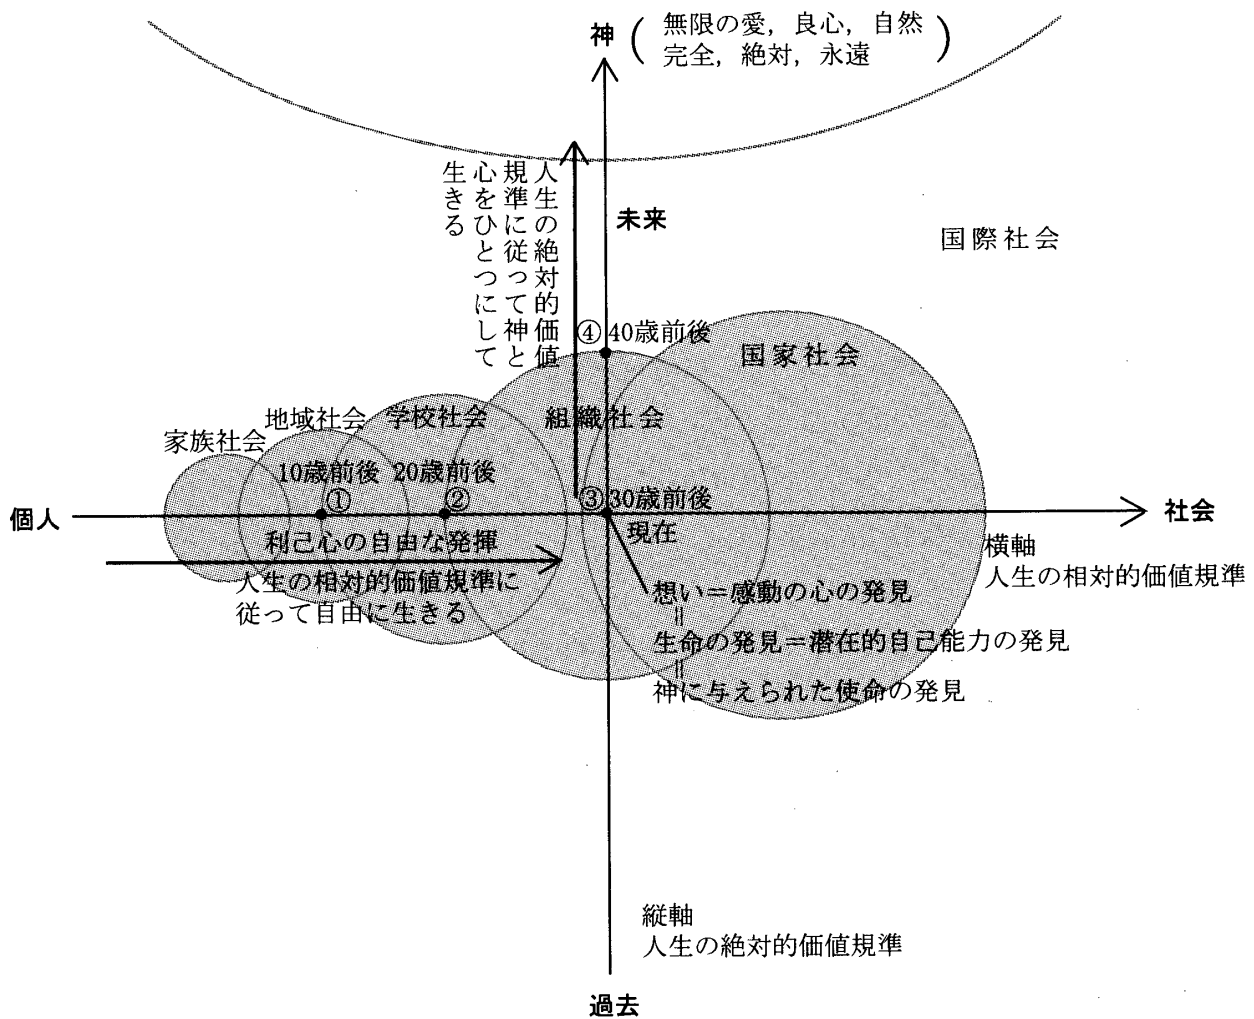 神
無限の愛，良心，自然
完全，絶対，永遠
人生の絶対的価値
規準に従って神と
心をひとつにして
生きる
未来
国際社会
④40歳前後
国家社会
家族社会
地域社会
学校社会
組織社会
10歳前後
①
20歳前後
②
③30歳前後
現在
個人
社会
利己心の自由な発揮
人生の相対的価値規準に
従って自由に生きる
横軸
人生の相対的価値規準
想い＝感動の心の発見
＝
生命の発見＝潜在的自己能力の発見
＝
神に与えられた使命の発見
縦軸
人生の絶対的価値規準
過去